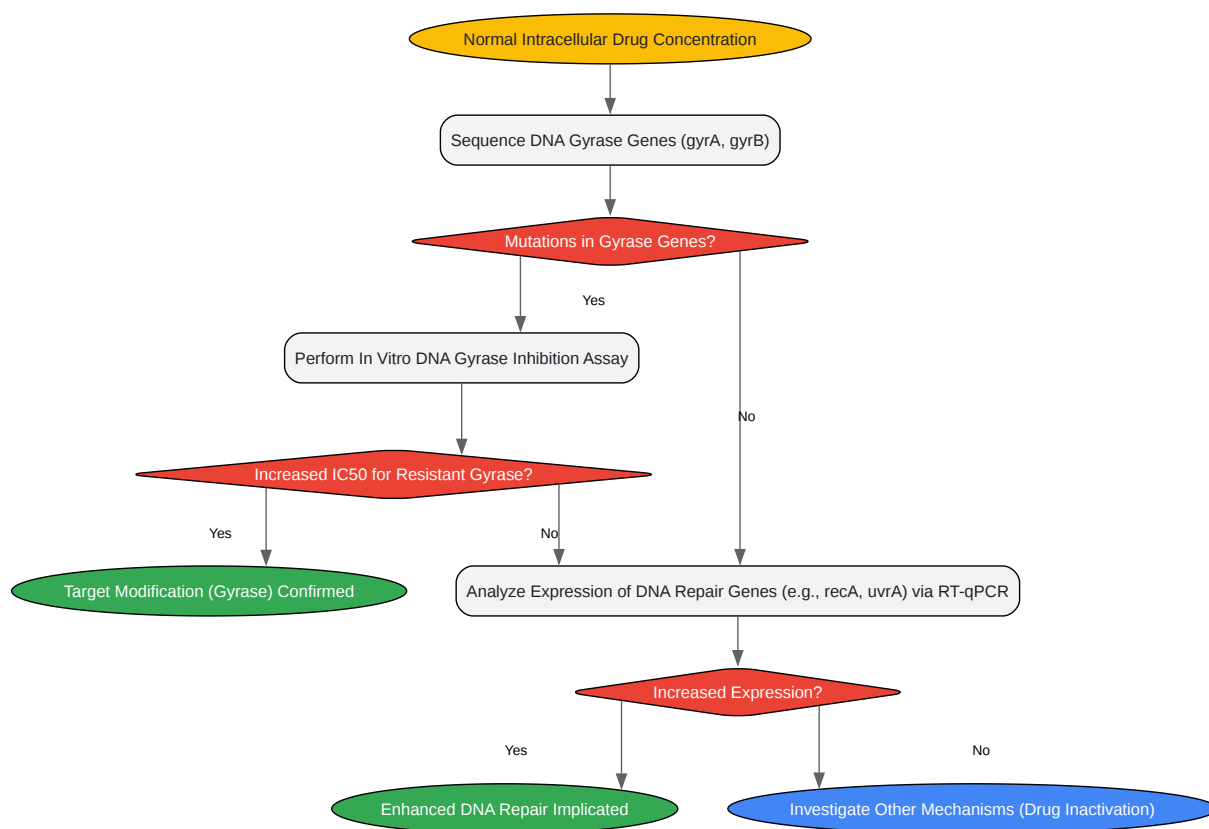 Normal Intracellular Drug Concentration
Sequence DNA Gyrase Genes (gyrA, gyrB)
Mutations in Gyrase Genes?
Yes
Perform In Vitro DNA Gyrase Inhibition Assay
No
Increased IC50 for Resistant Gyrase?
Yes
No
Target Modification (Gyrase) Confirmed
Analyze Expression of DNA Repair Genes (e.g., recA, uvrA) via RT-qPCR
Increased Expression?
Yes
No
Enhanced DNA Repair Implicated
Investigate Other Mechanisms (Drug Inactivation)